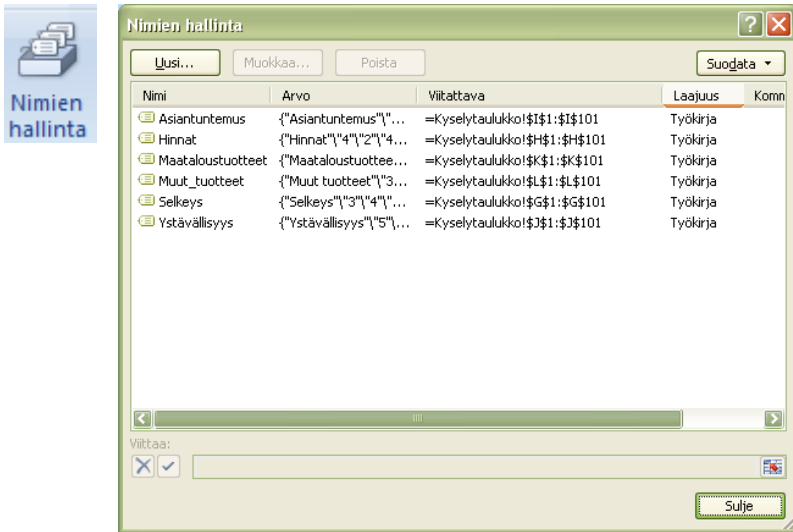 Nimien
hallinta
Nimien hallinta
Uusi... Muokkaa... Poista Suodata
Nimi Arvo Viitattava Laajuus Komn
Asiantuntemus {"Asiantuntemus"\"... =Kyselytaulukko!$I$1:$I$101 Työkirja
Hinnat {"Hinnat"\"4"\"2"\"4... =Kyselytaulukko!$H$1:$H$101 Työkirja
Maataloustuotteet {"Maataloustuottee... =Kyselytaulukko!$K$1:$K$101 Työkirja
Muut_tuotteet {"Muut tuotteet"\"3... =Kyselytaulukko!$L$1:$L$101 Työkirja
Selkeys {"Selkeys"\"3"\"4"\"... =Kyselytaulukko!$G$1:$G$101 Työkirja
Ystävällisyys {"Ystävällisyys"\"5"\... =Kyselytaulukko!$J$1:$J$101 Työkirja
Viittaa:
Sulje